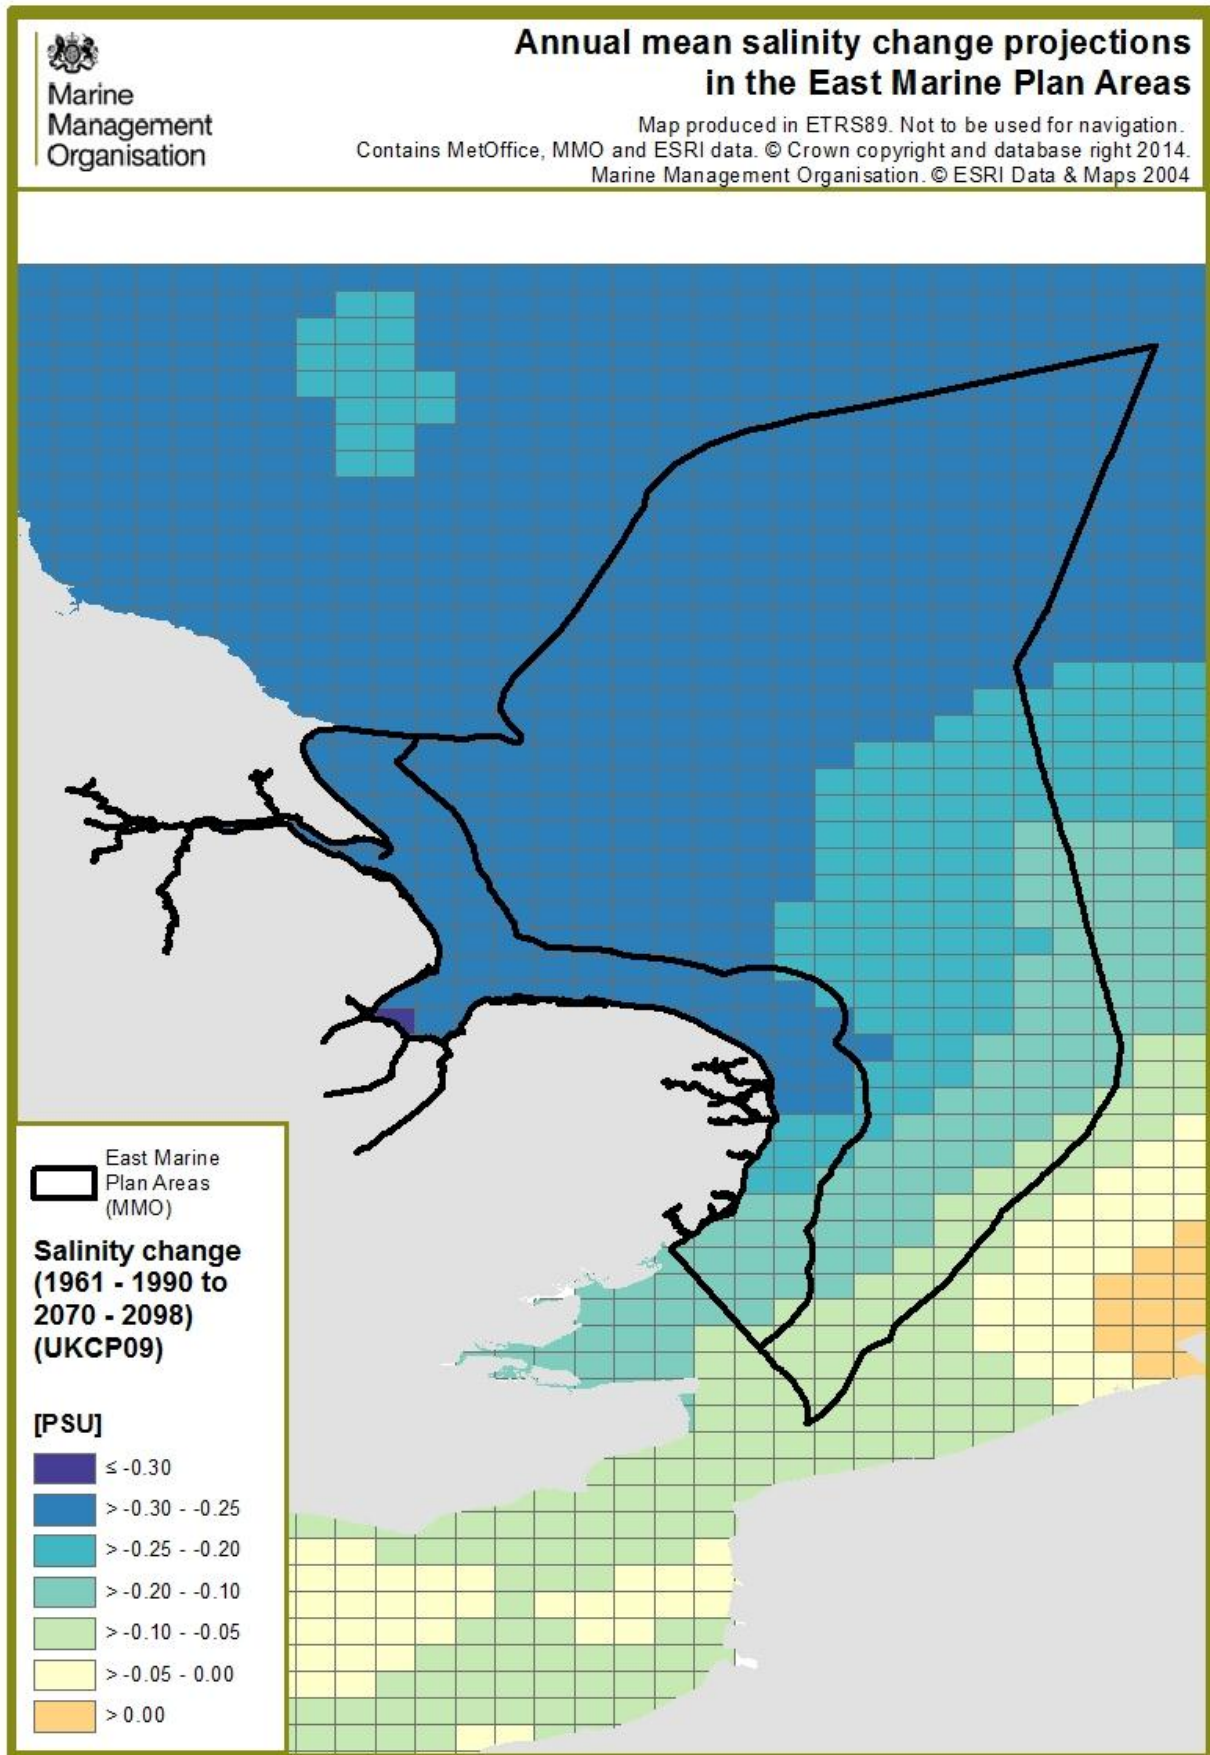 Marine
Management
Organisation
Annual mean salinity change projections
in the East Marine Plan Areas
Map produced in ETRS89. Not to be used for navigation.
Contains MetOffice, MMO and ESRI data. © Crown copyright and database right 2014.
Marine Management Organisation. © ESRI Data & Maps 2004
East Marine
Plan Areas
(MMO)
Salinity change
(1961 - 1990 to
2070 - 2098)
(UKCP09)
[PSU]
≤ -0.30
> -0.30 - -0.25
> -0.25 - -0.20
> -0.20 - -0.10
> -0.10 - -0.05
> -0.05 - 0.00
> 0.00